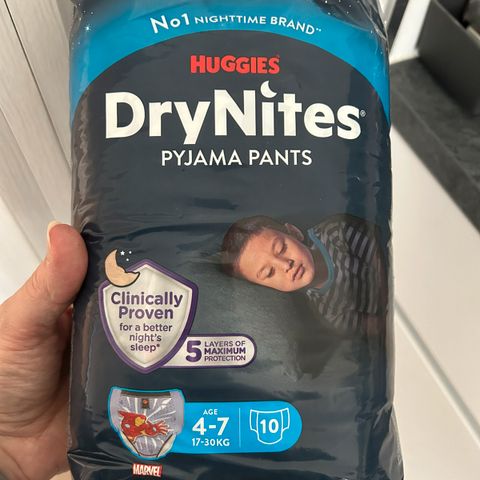 No1 NIGHTTIME BRAND**
HUGGIES
DryNites®
PYJAMA PANTS
Clinically
Proven
for a better
night's
sleep*
5 LAYERS OF
MAXIMUM
PROTECTION
AGE
4-7
17-30KG
10
MARVEL